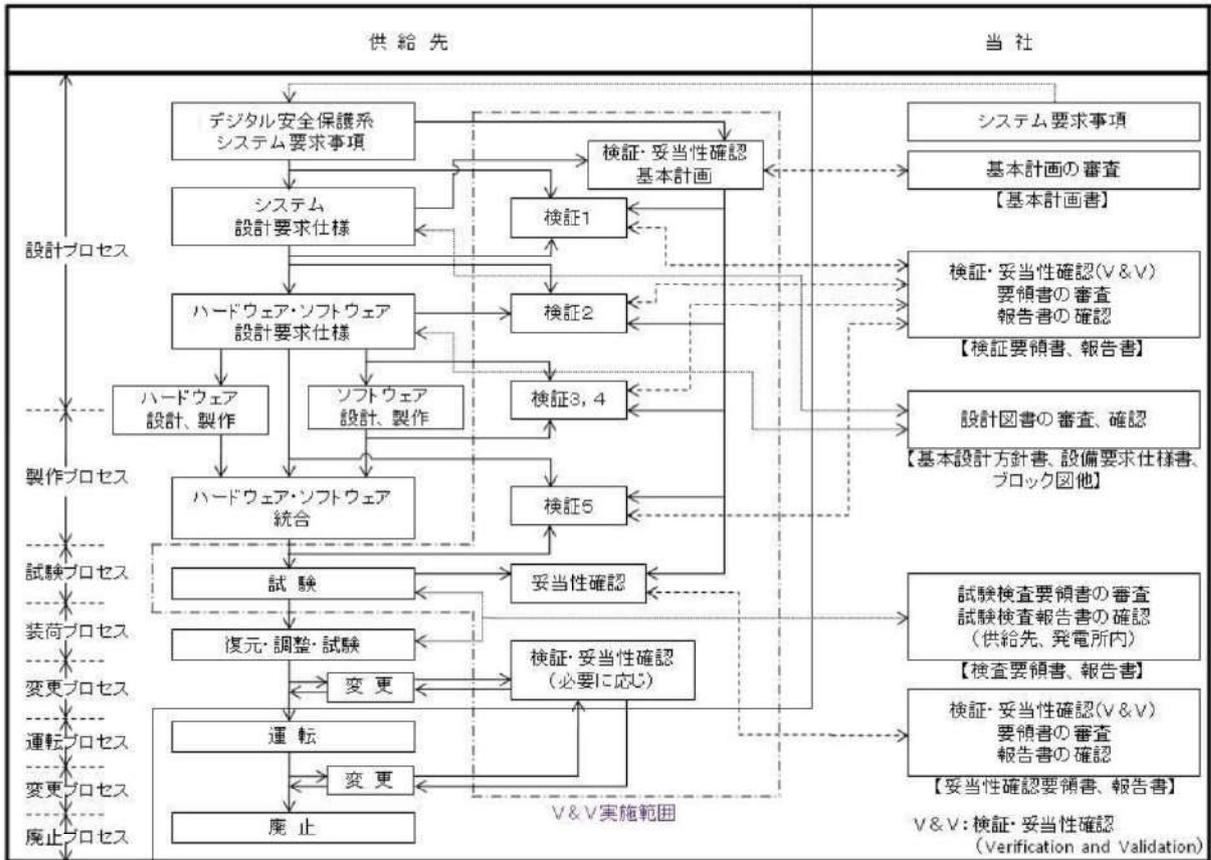 供給先
当社
設計プロセス
製作プロセス
試験プロセス
装荷プロセス
変更プロセス
運転プロセス
変更プロセス
廃止プロセス
デジタル安全保護系
システム要求事項
システム
設計要求仕様
ハードウェア・ソフトウェア
設計要求仕様
ハードウェア
設計、製作
ソフトウェア
設計、製作
ハードウェア・ソフトウェア
統合
試験
復元・調整・試験
変更
運転
変更
廃止
検証・妥当性確認
基本計画
検証1
検証2
検証3, 4
検証5
妥当性確認
検証・妥当性確認
(必要に応じ)
V&V実施範囲
システム要求事項
基本計画の審査
【基本計画書】
検証・妥当性確認(V&V)
要領書の審査
報告書の確認
【検証要領書、報告書】
設計図書の審査、確認
【基本設計方針書、設備要求仕様書、
ブロック図他】
試験検査要領書の審査
試験検査報告書の確認
(供給先、発電所内)
【検査要領書、報告書】
検証・妥当性確認(V&V)
要領書の審査
報告書の確認
【妥当性確認要領書、報告書】
V&V:検証・妥当性確認
(Verification and Validation)